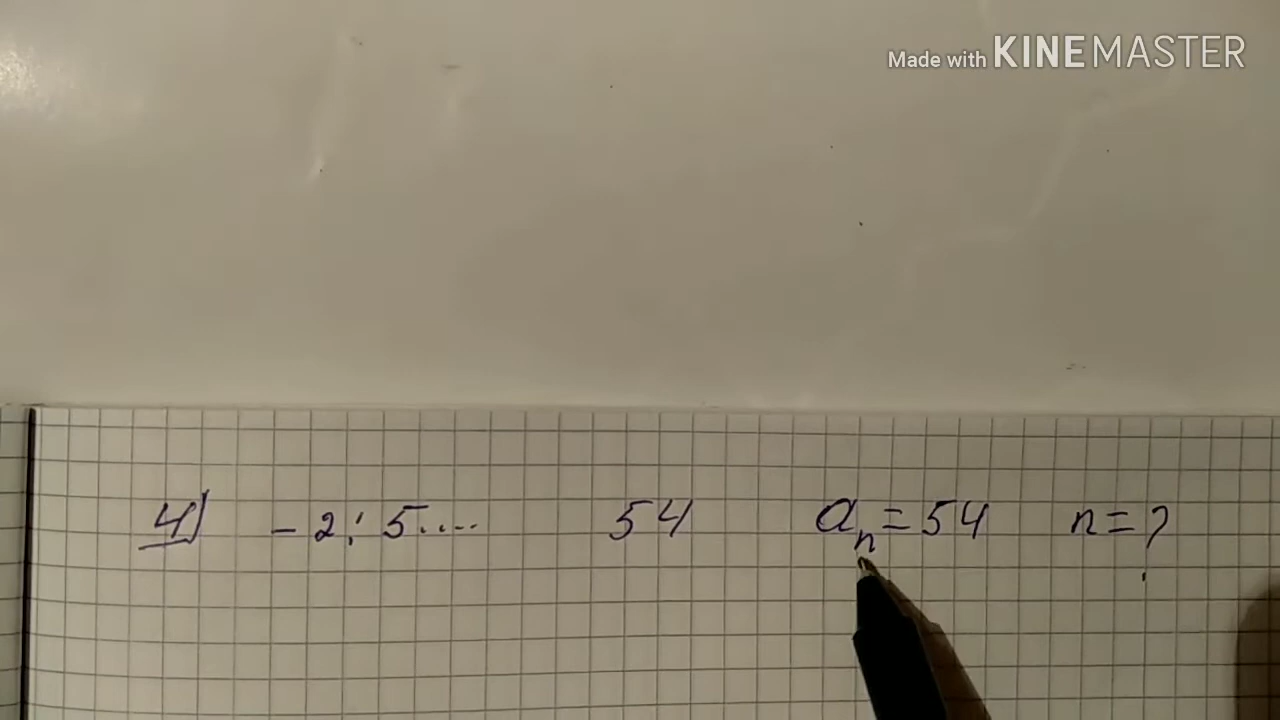 Made with KINEMASTER
4) -2; 5.... 54 aₙ = 54 n = ?